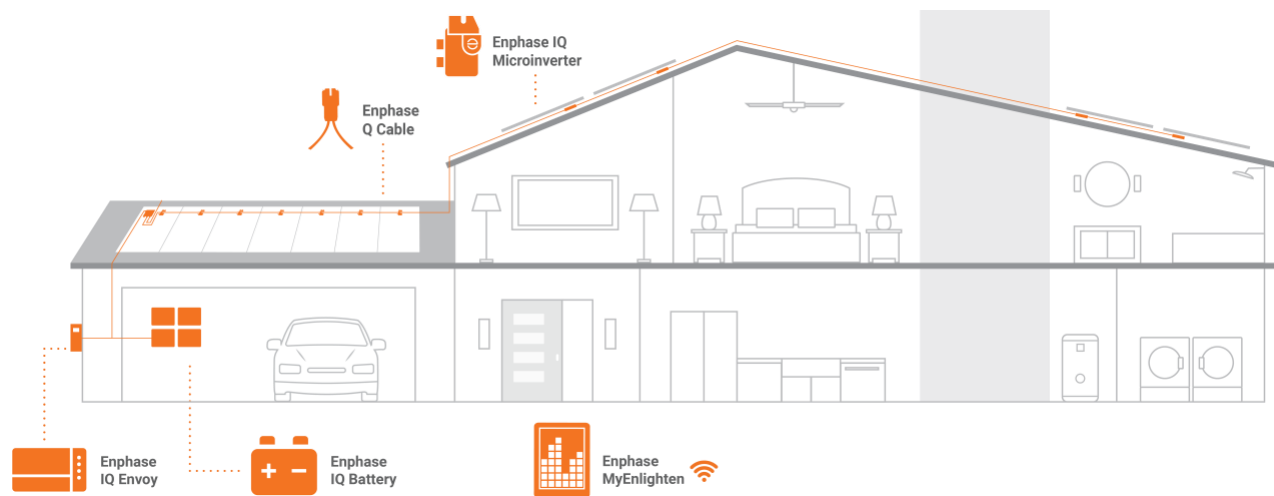 Enphase IQ
Microinverter
Enphase
Q Cable
Enphase
IQ Envoy
Enphase
IQ Battery
Enphase
MyEnlighten